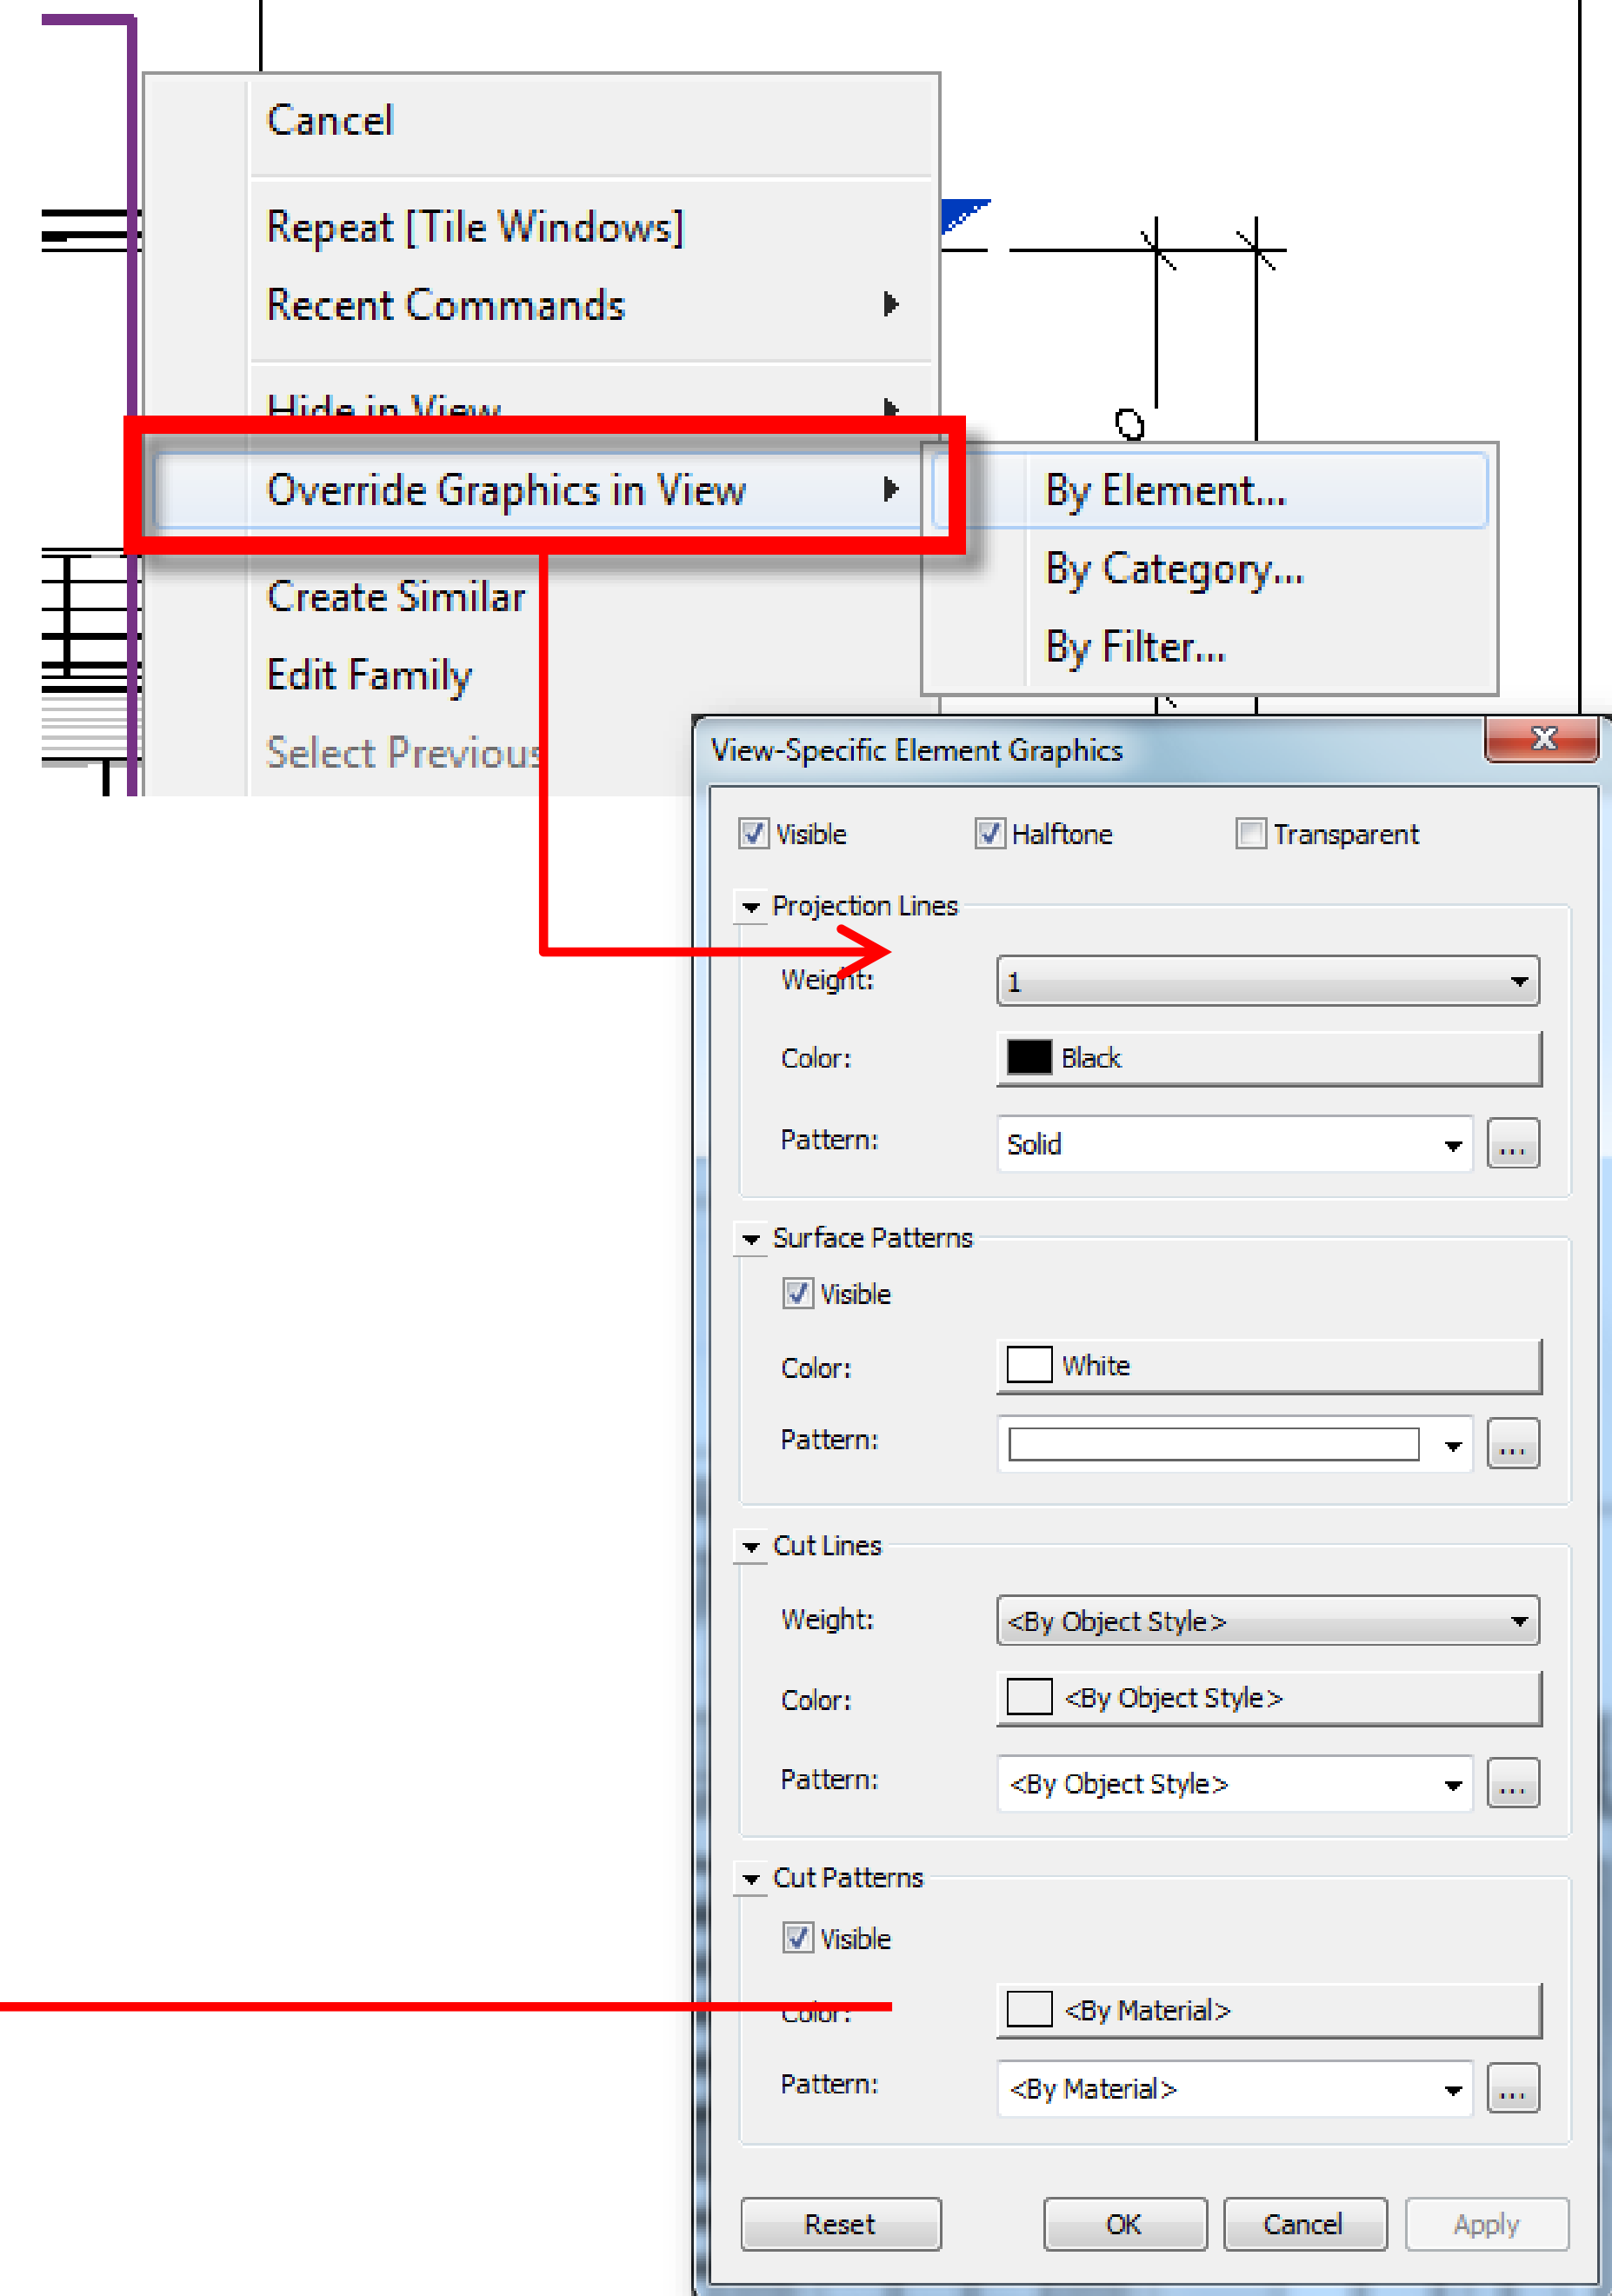 Cancel
Repeat [Tile Windows]
Recent Commands
Hide in View
Override Graphics in View
By Element...
By Category...
By Filter...
Create Similar
Edit Family
Select Previous
View-Specific Element Graphics
Visible Halftone Transparent
Projection Lines
Weight: 1
Color: Black
Pattern: Solid ...
Surface Patterns
Visible
Color: White
Pattern: ...
Cut Lines
Weight: <By Object Style>
Color: <By Object Style>
Pattern: <By Object Style> ...
Cut Patterns
Visible
Color: <By Material>
Pattern: <By Material> ...
Reset OK Cancel Apply